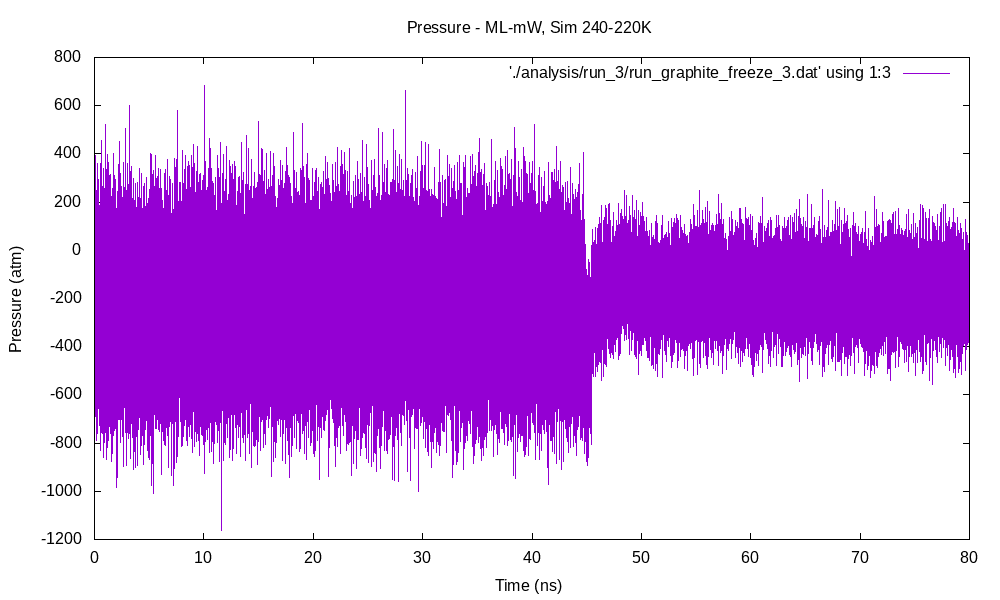 Pressure - ML-mW, Sim 240-220K
'./analysis/run_3/run_graphite_freeze_3.dat' using 1:3
Pressure (atm)
800
600
400
200
0
-200
-400
-600
-800
-1000
-1200
0 10 20 30 40 50 60 70 80
Time (ns)